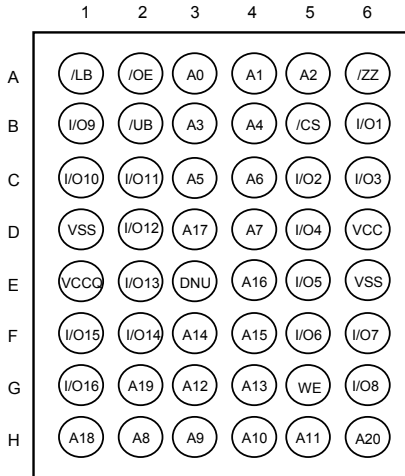 1 2 3 4 5 6
A /LB /OE A0 A1 A2 /ZZ
B I/O9 /UB A3 A4 /CS I/O1
C I/O10 I/O11 A5 A6 I/O2 I/O3
D VSS I/O12 A17 A7 I/O4 VCC
E VCCQ I/O13 DNU A16 I/O5 VSS
F I/O15 I/O14 A14 A15 I/O6 I/O7
G I/O16 A19 A12 A13 WE I/O8
H A18 A8 A9 A10 A11 A20